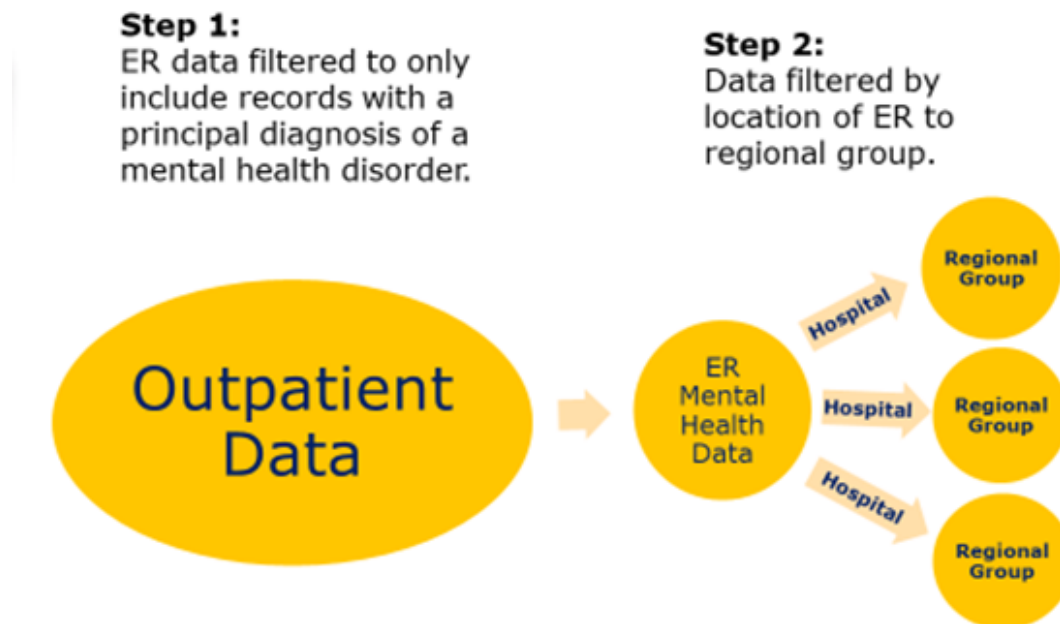 Step 1:
ER data filtered to only
include records with a
principal diagnosis of a
mental health disorder.
Step 2:
Data filtered by
location of ER to
regional group.
Outpatient
Data
ER
Mental
Health
Data
Hospital
Regional
Group
Hospital
Regional
Group
Hospital
Regional
Group